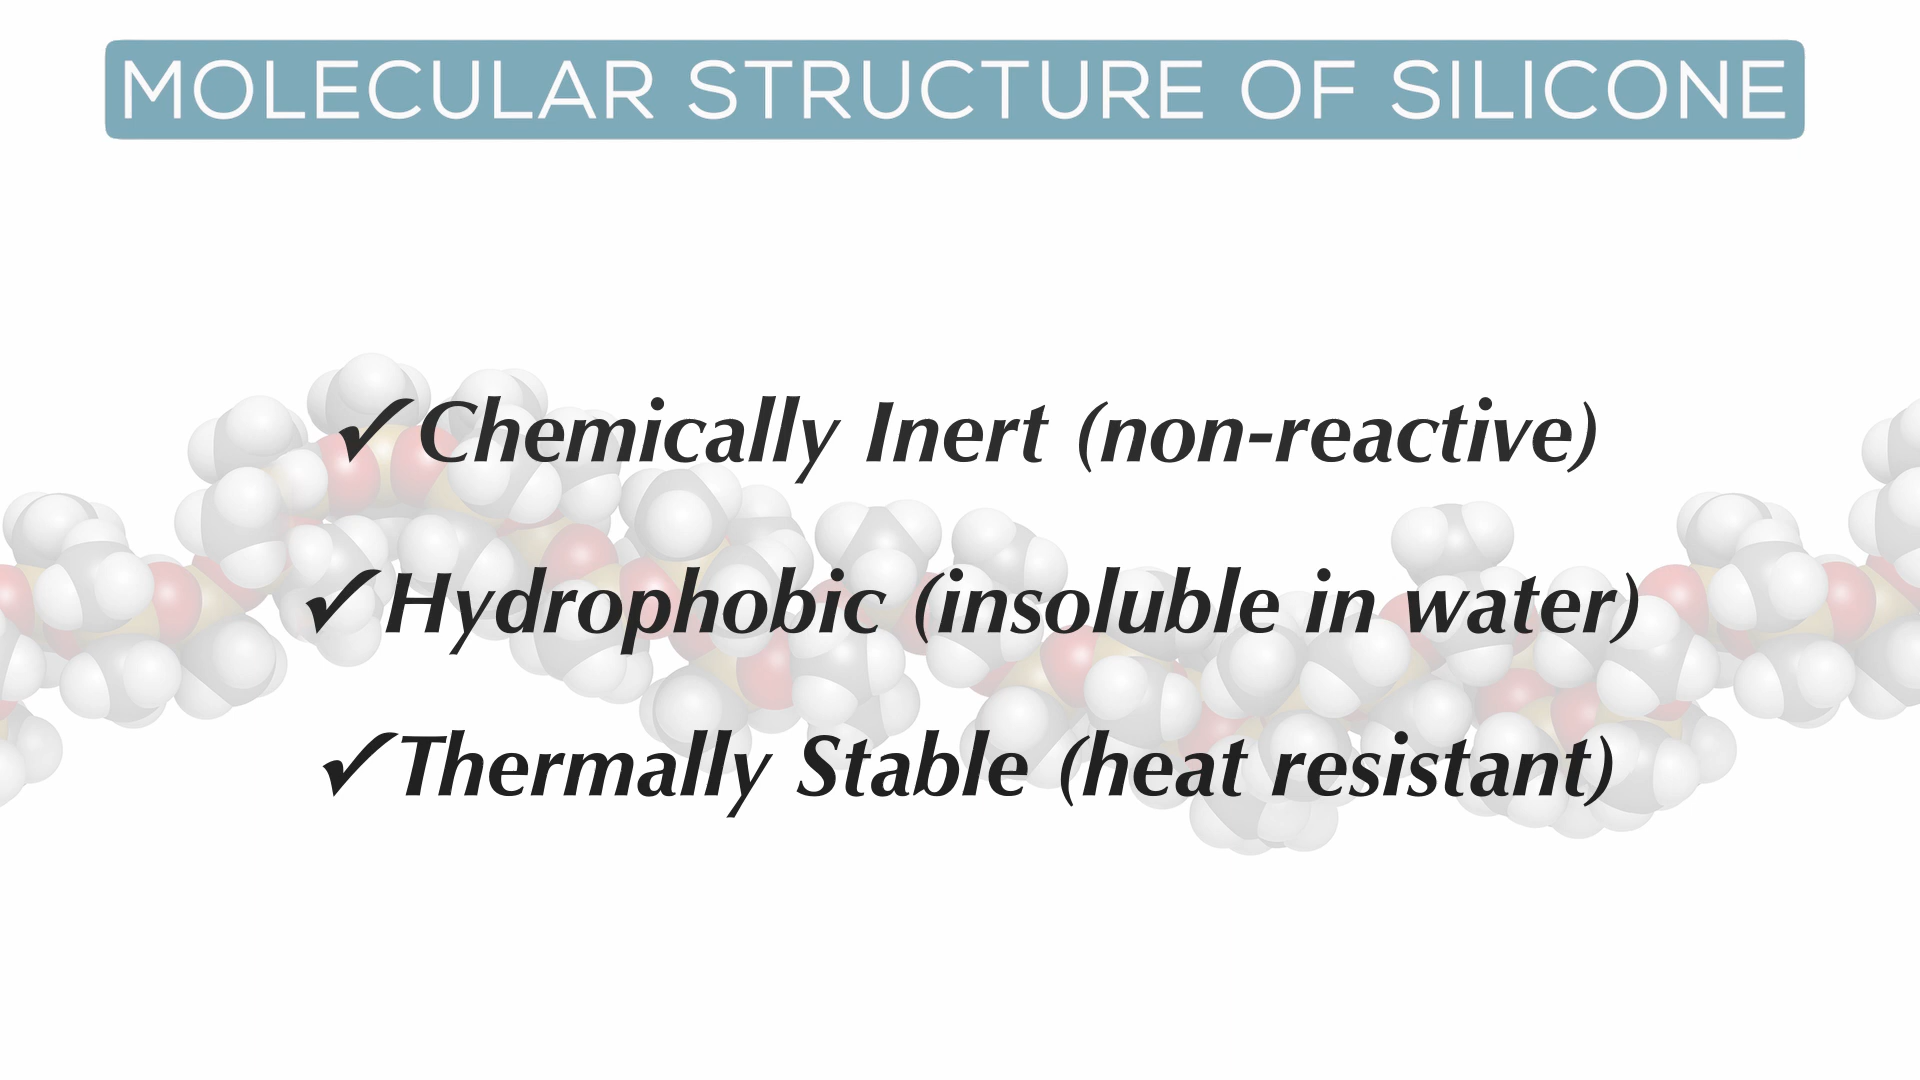 MOLECULAR STRUCTURE OF SILICONE
✓Chemically Inert (non-reactive)
✓Hydrophobic (insoluble in water)
✓Thermally Stable (heat resistant)